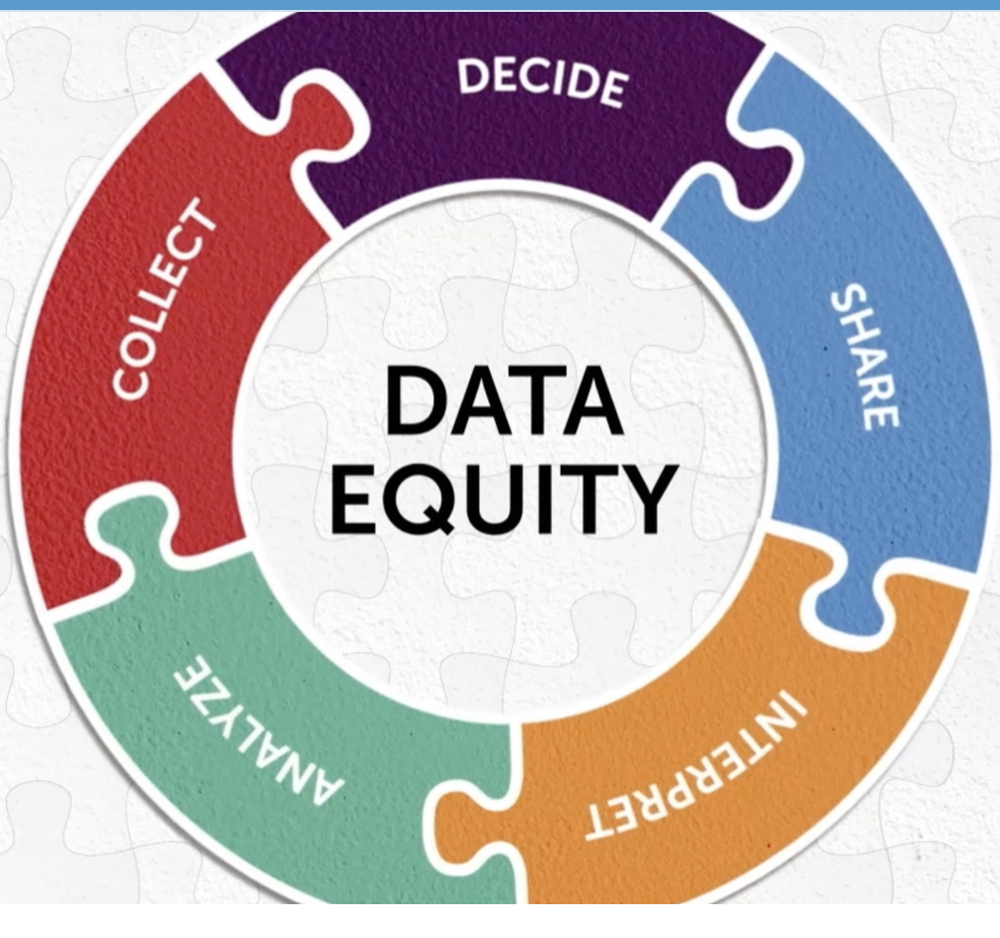 DECIDE
SHARE
COLLECT
DATA
EQUITY
INTERPRET
ANALYZE